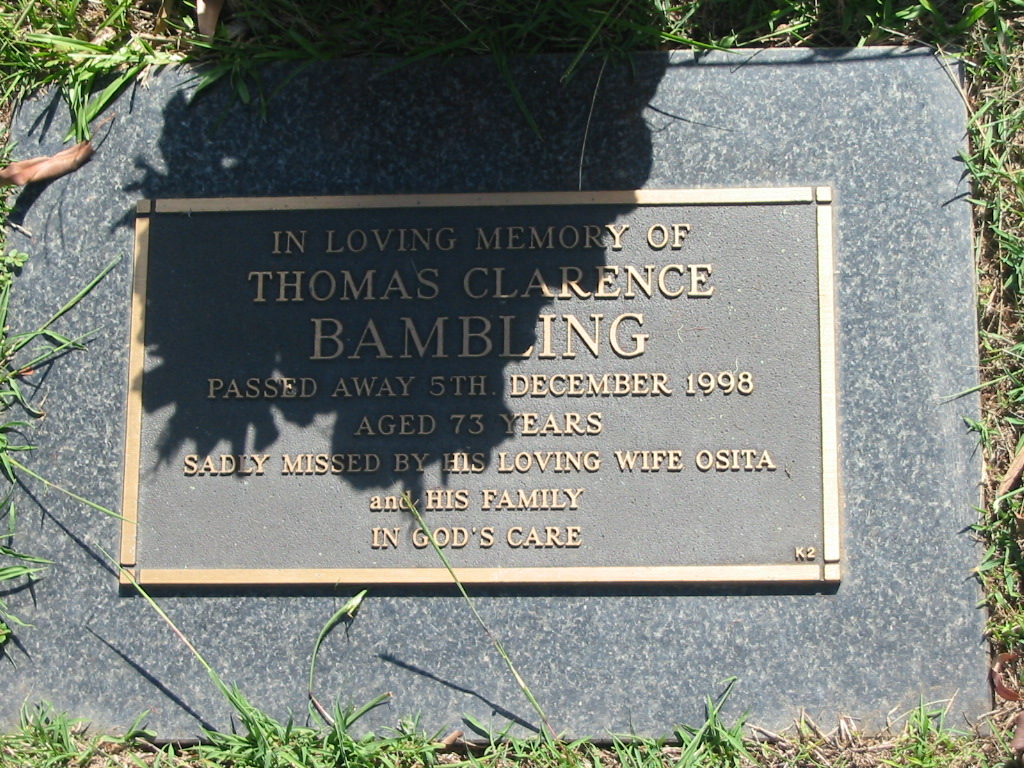 IN LOVING MEMORY OF
THOMAS CLARENCE
BAMBLING
PASSED AWAY 5TH. DECEMBER 1998
AGED 73 YEARS
SADLY MISSED BY HIS LOVING WIFE OSITA
and HIS FAMILY
IN GOD'S CARE
K2